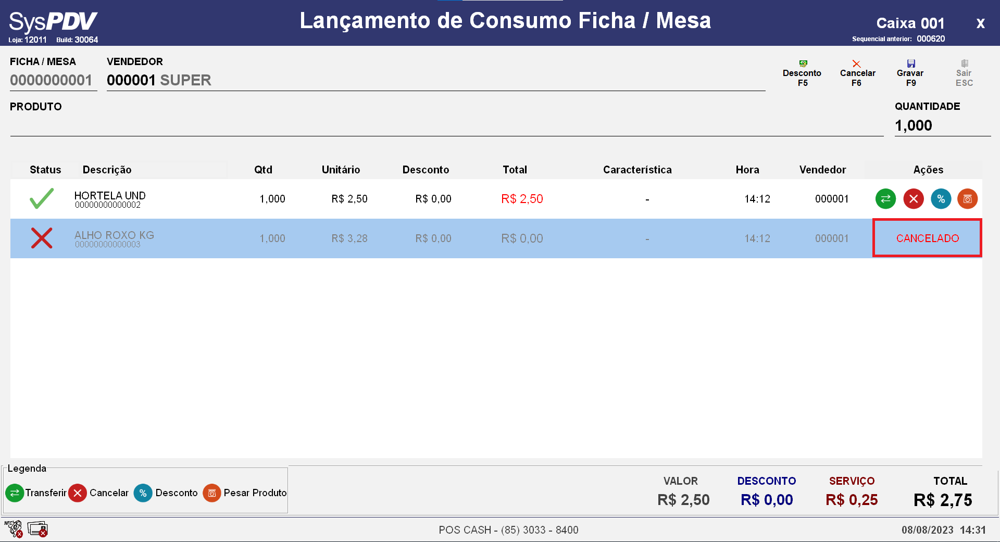 SysPDV
Loja: 12011 Build: 30064
Lançamento de Consumo Ficha / Mesa
Caixa 001
X
Sequencial anterior: 000620
FICHA / MESA
0000000001
VENDEDOR
000001 SUPER
Desconto
F5
Cancelar
F6
Gravar
F9
Sair
ESC
PRODUTO
QUANTIDADE
1,000
Status Descrição Qtd Unitário Desconto Total Característica Hora Vendedor Ações
HORTELA UND 1,000 R$ 2,50 R$ 0,00 R$ 2,50 - 14:12 000001 %
00000000000002
ALHO ROXO KG 1,000 R$ 3,28 R$ 0,00 R$ 0,00 - 14:12 000001 CANCELADO
00000000000003
Legenda
Transferir Cancelar % Desconto Pesar Produto
VALOR DESCONTO SERVIÇO TOTAL
R$ 2,50 R$ 0,00 R$ 0,25 R$ 2,75
NFC
POS CASH - (85) 3033 - 8400
08/08/2023 14:31